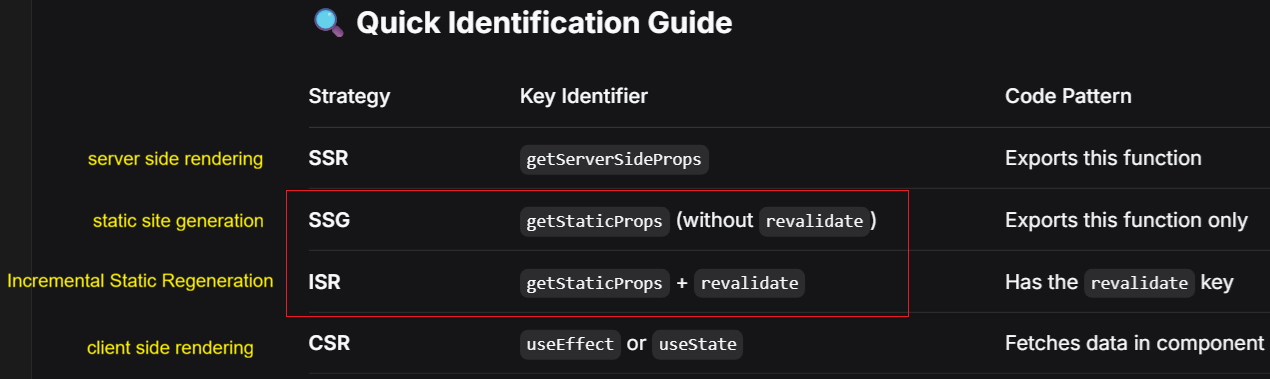 🔍 Quick Identification Guide
Strategy Key Identifier Code Pattern
server side rendering SSR getServerSideProps Exports this function
static site generation SSG getStaticProps (without revalidate) Exports this function only
Incremental Static Regeneration ISR getStaticProps + revalidate Has the revalidate key
client side rendering CSR useEffect or useState Fetches data in component